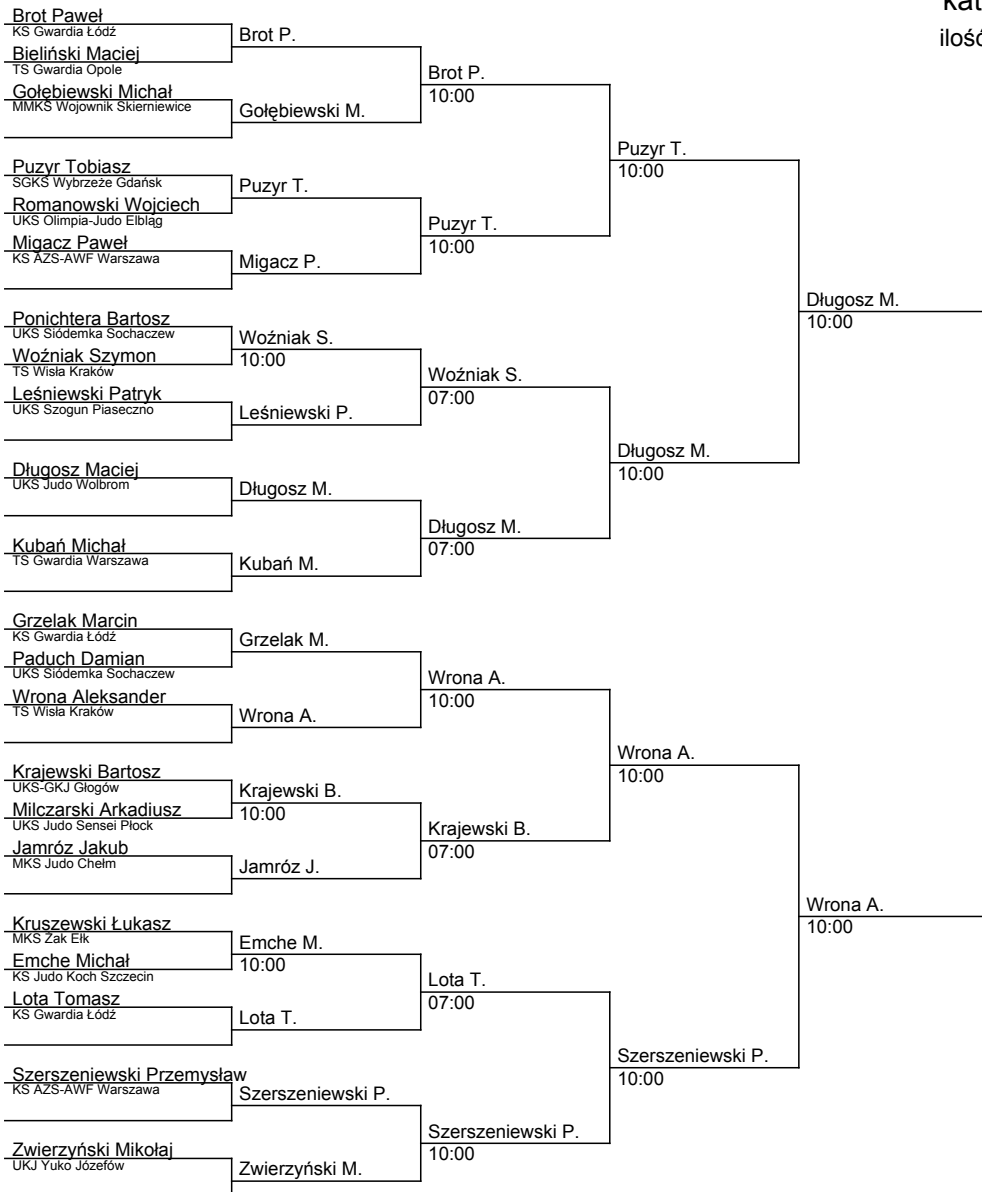 Brot Paweł
KS Gwardia Łódź
Bieliński Maciej
TS Gwardia Opole
Gołębiewski Michał
MMKS Wojownik Skierniewice
Puzyr Tobiasz
SGKS Wybrzeże Gdańsk
Romanowski Wojciech
UKS Olimpia-Judo Elbląg
Migacz Paweł
KS AZS-AWF Warszawa
Ponichtera Bartosz
UKS Siódemka Sochaczew
Woźniak Szymon
TS Wisła Kraków
Leśniewski Patryk
UKS Szogun Piaseczno
Długosz Maciej
UKS Judo Wolbrom
Kubań Michał
TS Gwardia Warszawa
Grzelak Marcin
KS Gwardia Łódź
Paduch Damian
UKS Siódemka Sochaczew
Wrona Aleksander
TS Wisła Kraków
Krajewski Bartosz
UKS-GKJ Głogów
Milczarski Arkadiusz
UKS Judo Sensei Płock
Jamróz Jakub
MKS Judo Chełm
Kruszewski Łukasz
MKS Żak Ełk
Emche Michał
KS Judo Koch Szczecin
Lota Tomasz
KS Gwardia Łódź
Szerszeniewski Przemysław
KS AZS-AWF Warszawa
Zwierzyński Mikołaj
UKJ Yuko Józefów
Brot P.
Gołębiewski M.
Puzyr T.
Migacz P.
Woźniak S.
10:00
Leśniewski P.
Długosz M.
Kubań M.
Grzelak M.
Wrona A.
Krajewski B.
10:00
Jamróz J.
Emche M.
10:00
Lota T.
Szerszeniewski P.
Zwierzyński M.
Brot P.
10:00
Puzyr T.
10:00
Woźniak S.
07:00
Długosz M.
07:00
Wrona A.
10:00
Krajewski B.
07:00
Lota T.
07:00
Szerszeniewski P.
10:00
Puzyr T.
10:00
Długosz M.
10:00
Wrona A.
10:00
Szerszeniewski P.
10:00
Długosz M.
10:00
Wrona A.
10:00